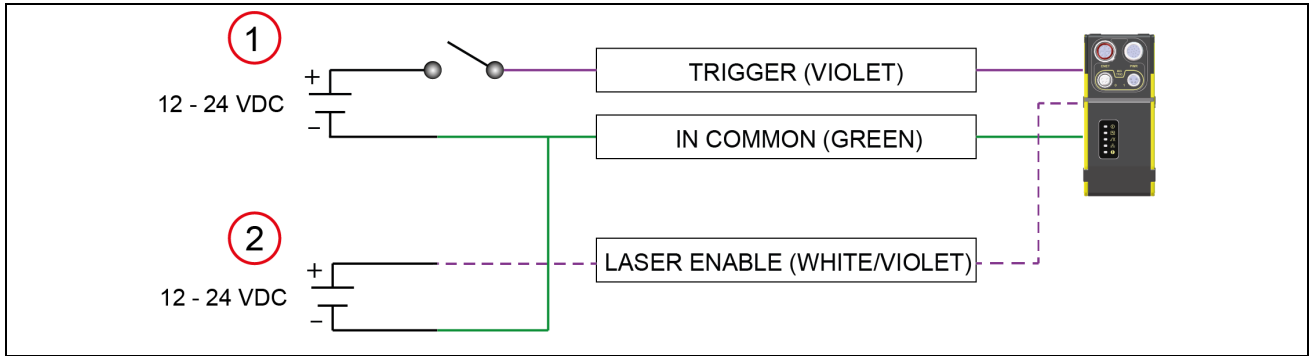 1
+
12 - 24 VDC
−
TRIGGER (VIOLET)
IN COMMON (GREEN)
2
+
12 - 24 VDC
−
LASER ENABLE (WHITE/VIOLET)